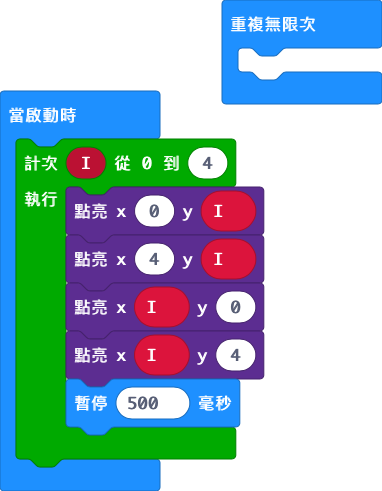 重複無限次
當啟動時
計次 I 從 0 到 4
執行
點亮 x 0 y I
點亮 x 4 y I
點亮 x I y 0
點亮 x I y 4
暫停 500 毫秒